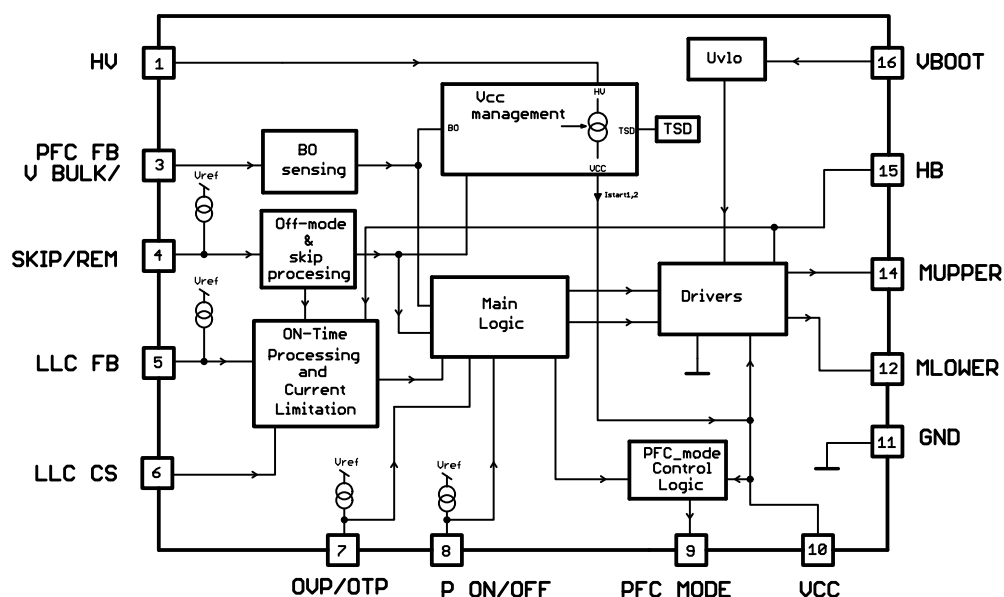 HV
1
PFC FB
V BULK/
3
SKIP/REM
4
LLC FB
5
LLC CS
6
Vref
Vref
BO
sensing
Off-mode
&
skip
procesing
ON-Time
Processing
and
Current
Limitation
Vcc
management
HV
BO
TSD
VCC
TSD
Istart1,2
Uvlo
Main
Logic
Drivers
PFC_mode
Control
Logic
Vref
Vref
16
VBOOT
15
HB
14
MUPPER
12
MLOWER
11
GND
7
8
9
10
OVP/OTP
P ON/OFF
PFC MODE
VCC